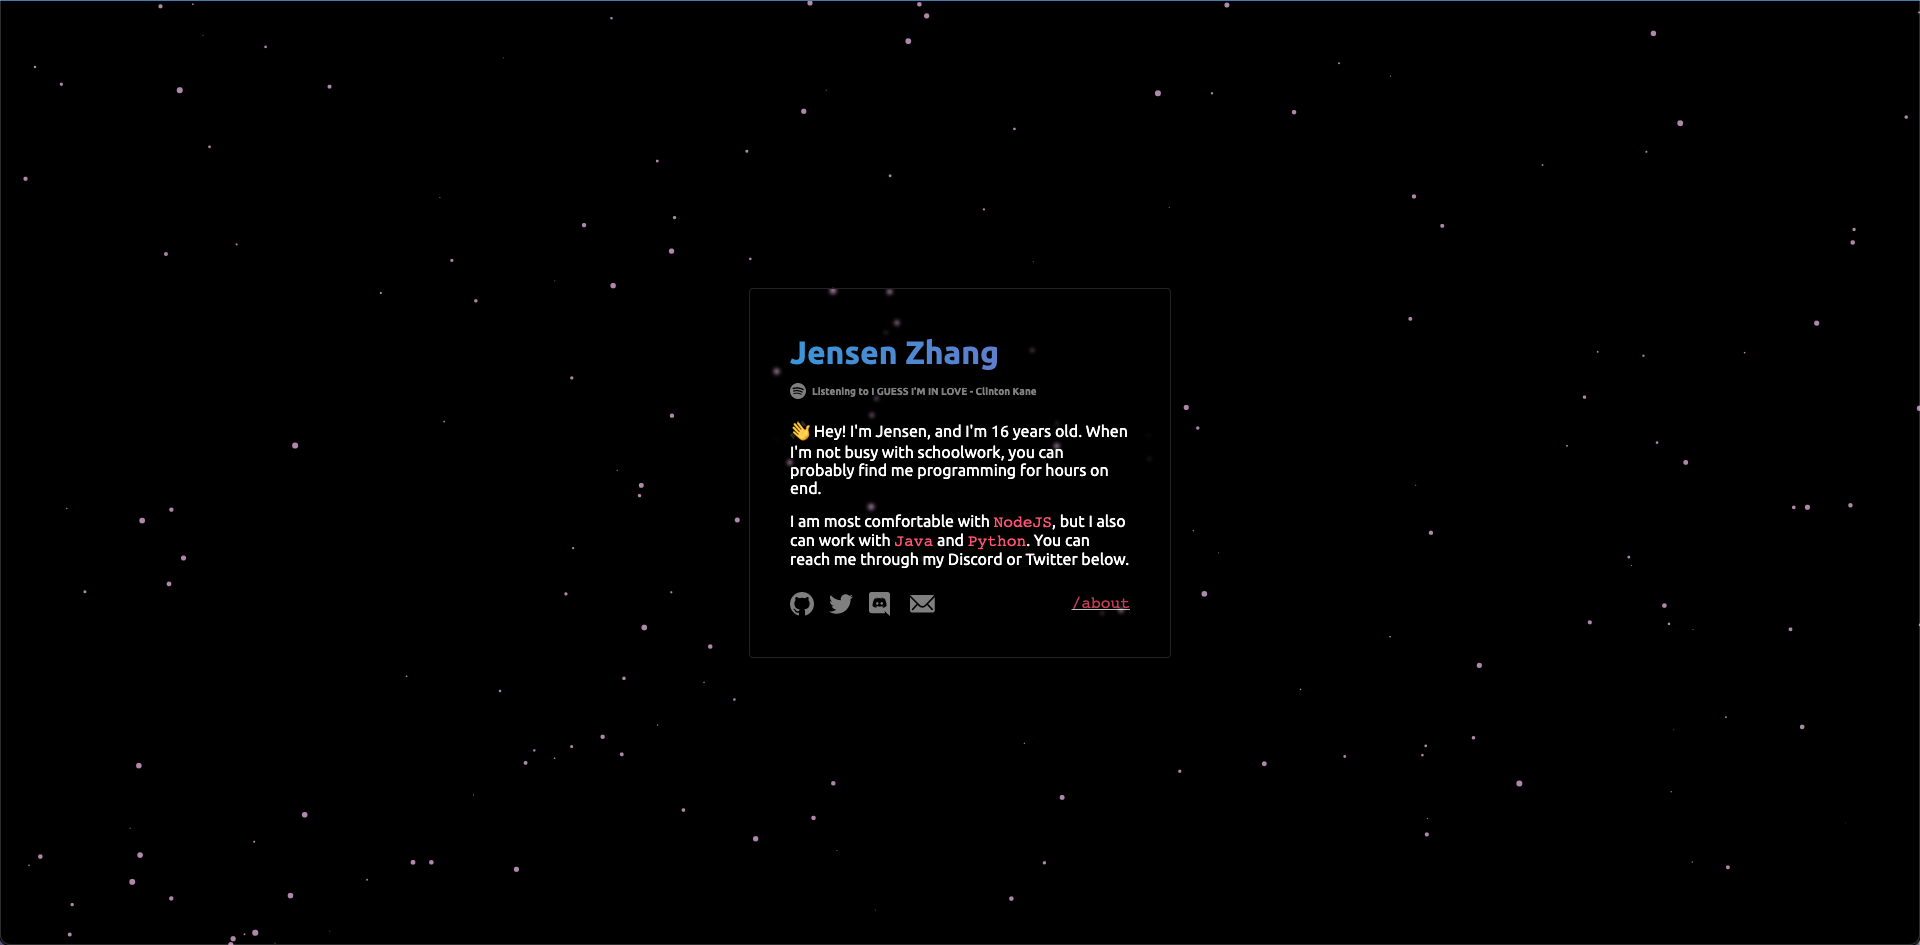 Jensen Zhang
Listening to I GUESS I'M IN LOVE - Clinton Kane
👋 Hey! I'm Jensen, and I'm 16 years old. When
I'm not busy with schoolwork, you can
probably find me programming for hours on
end.
I am most comfortable with NodeJS, but I also
can work with Java and Python. You can
reach me through my Discord or Twitter below.
/about